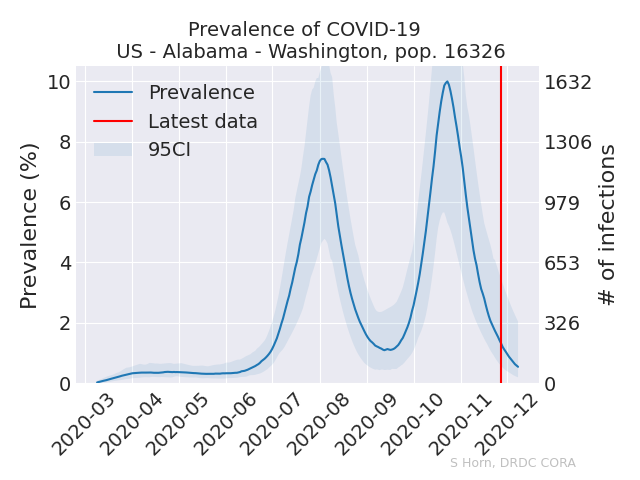 Prevalence of COVID-19
US - Alabama - Washington, pop. 16326
Prevalence (%)
10
8
6
4
2
0
Prevalence
Latest data
95CI
1632
1306
979
653
326
0
# of infections
2020-03
2020-04
2020-05
2020-06
2020-07
2020-08
2020-09
2020-10
2020-11
2020-12
S Horn, DRDC CORA